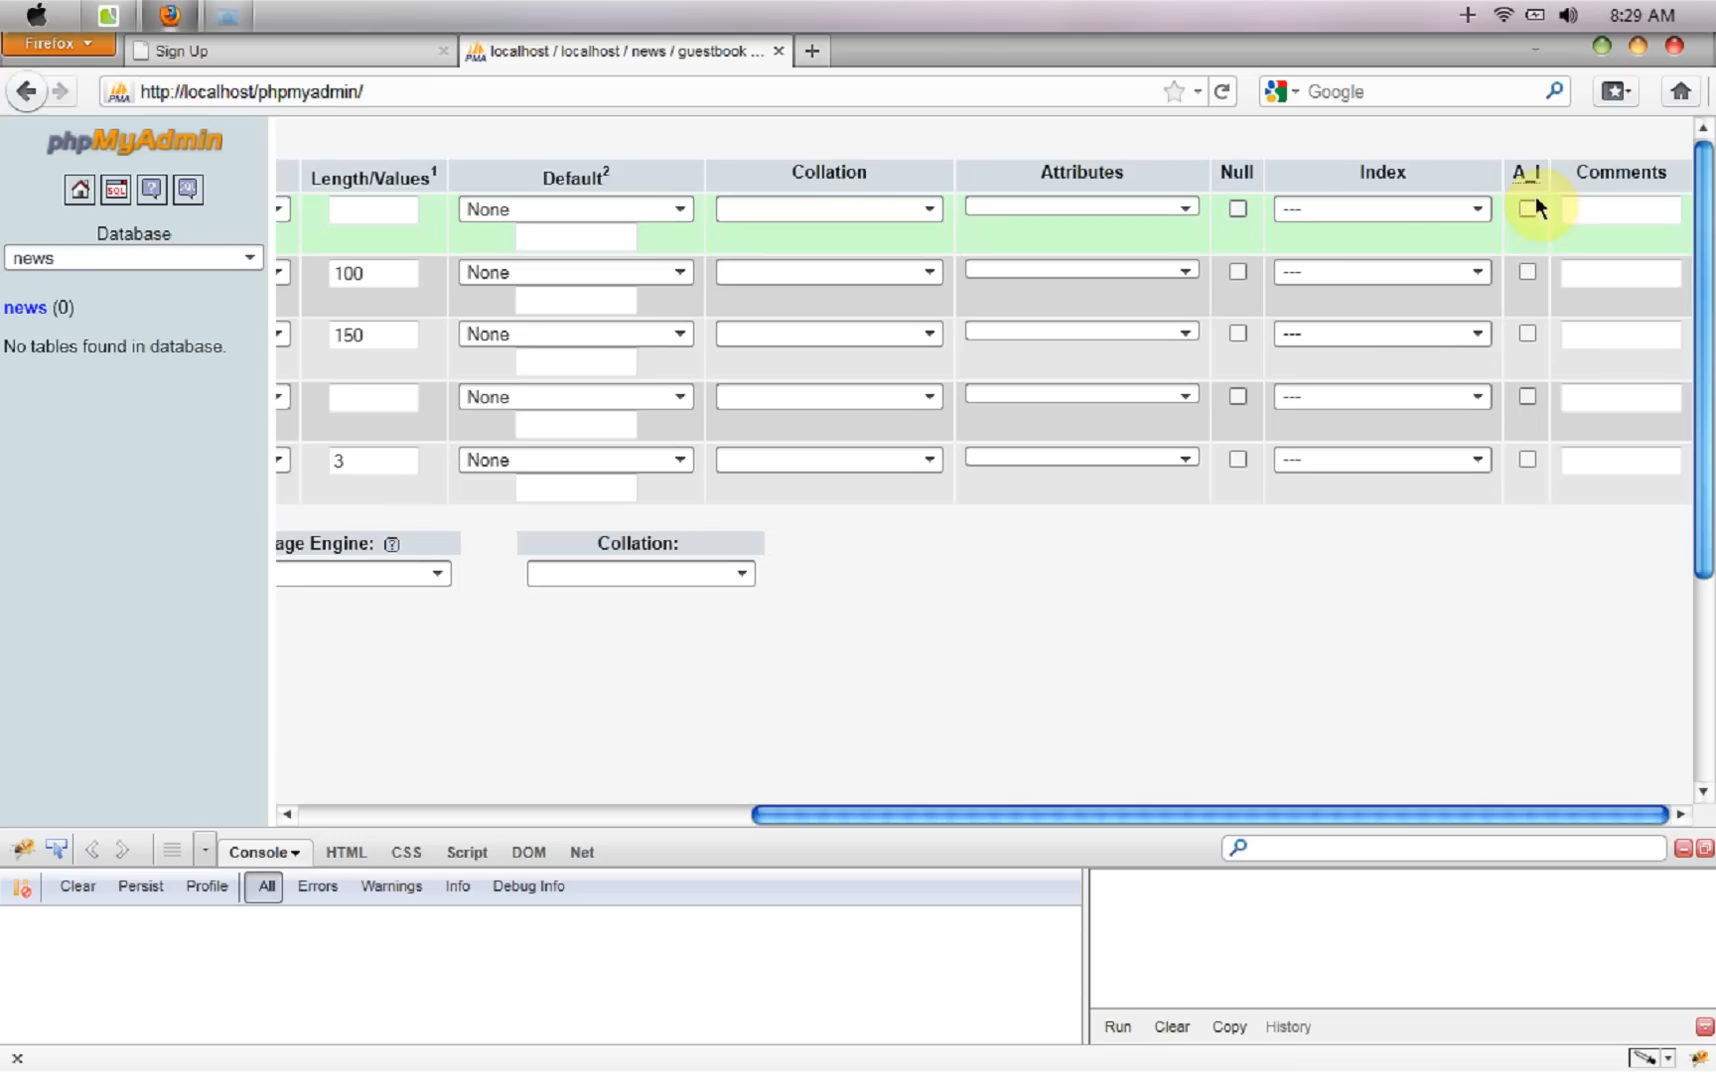 8:29 AM
Firefox
Sign Up
localhost / localhost / news / guestbook ...
http://localhost/phpmyadmin/
Google
phpMyAdmin
SQL
Database
news
news (0)
No tables found in database.
Length/Values1 Default2 Collation Attributes Null Index A_I Comments
None ---
100 None ---
150 None ---
None ---
3 None ---
age Engine: Collation:
Console HTML CSS Script DOM Net
Clear Persist Profile All Errors Warnings Info Debug Info
Run Clear Copy History